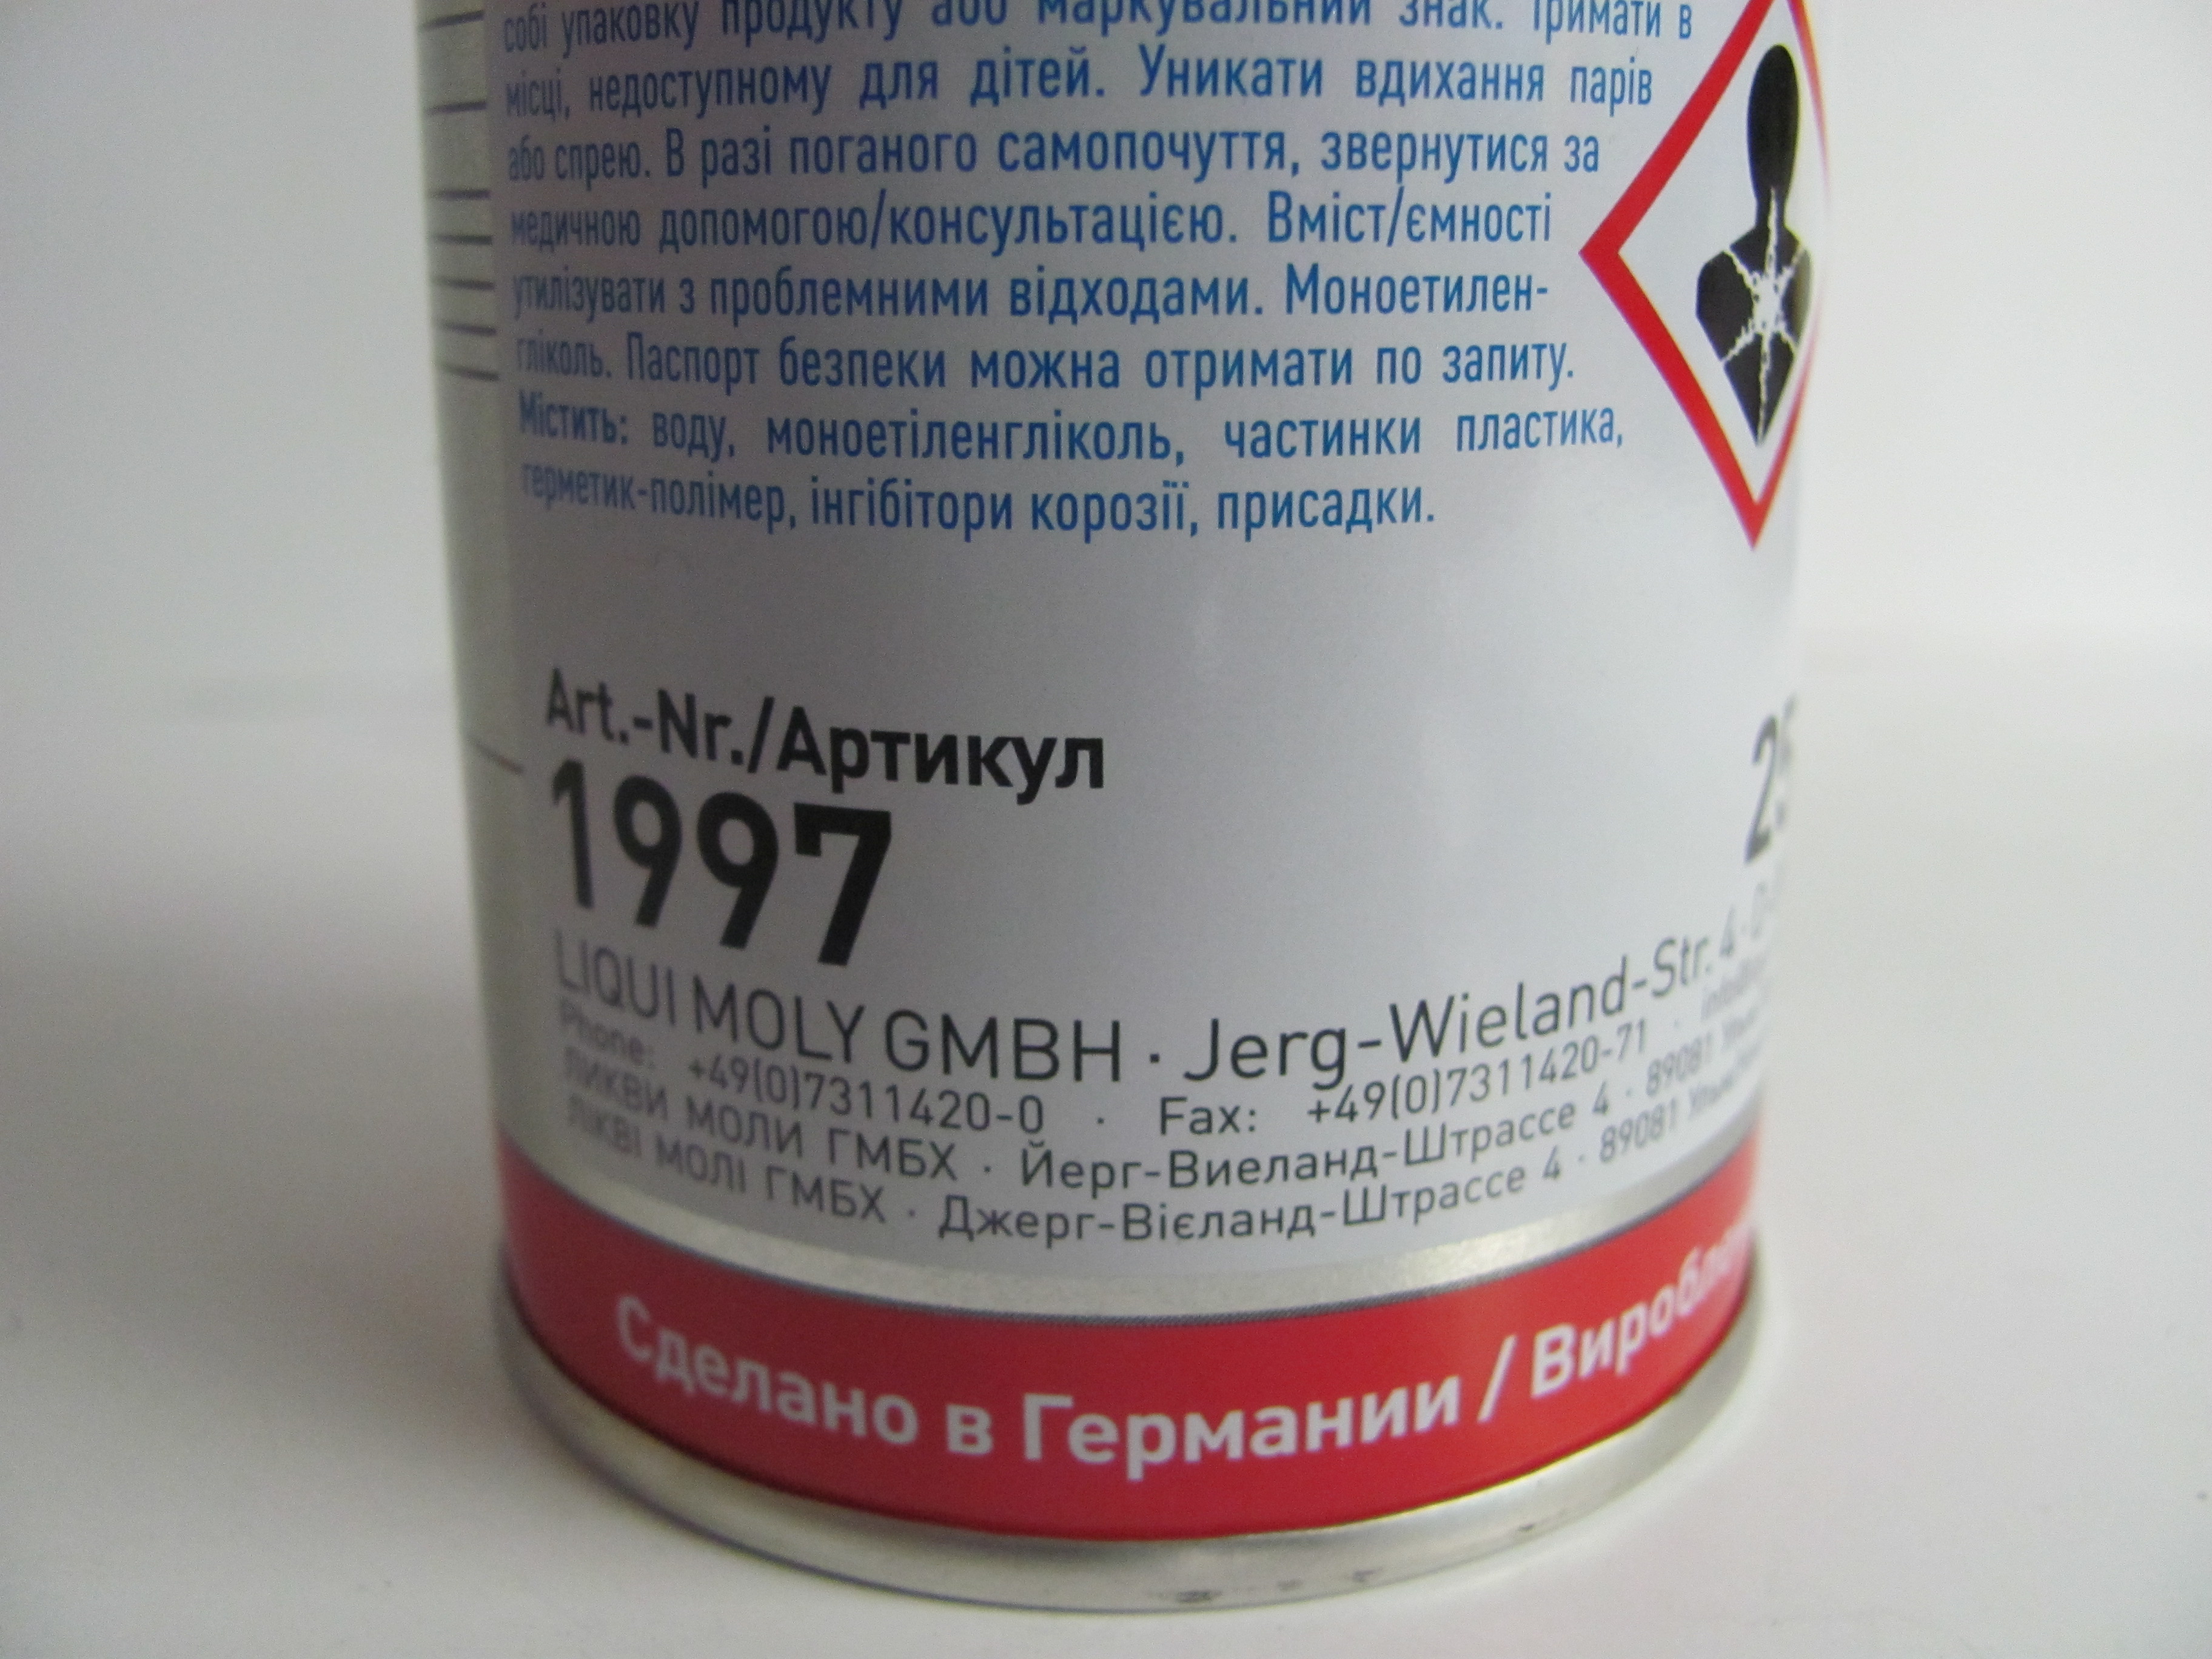 собі упаковку продукту або маркувальний знак. Тримати в
місці, недоступному для дітей. Уникати вдихання парів
або спрею. В разі поганого самопочуття, звернутися за
медичною допомогою/консультацією. Вміст/ємності
утилізувати з проблемними відходами. Моноетилен-
гліколь. Паспорт безпеки можна отримати по запиту.
Містить: воду, моноетіленгліколь, частинки пластика,
герметик-полімер, інгібітори корозії, присадки.
Art.-Nr./Артикул
1997
25
LIQUI MOLY GMBH · Jerg-Wieland-Str. 4 ·
Phone: +49(0)7311420-0 · Fax: +49(0)7311420-71 ·
ЛИКВИ МОЛИ ГМБХ · Йерг-Виеланд-Штрассе 4 · 89081
ЛІКВІ МОЛІ ГМБХ · Джерг-Вієланд-Штрассе 4 · 89081
Сделано в Германии /